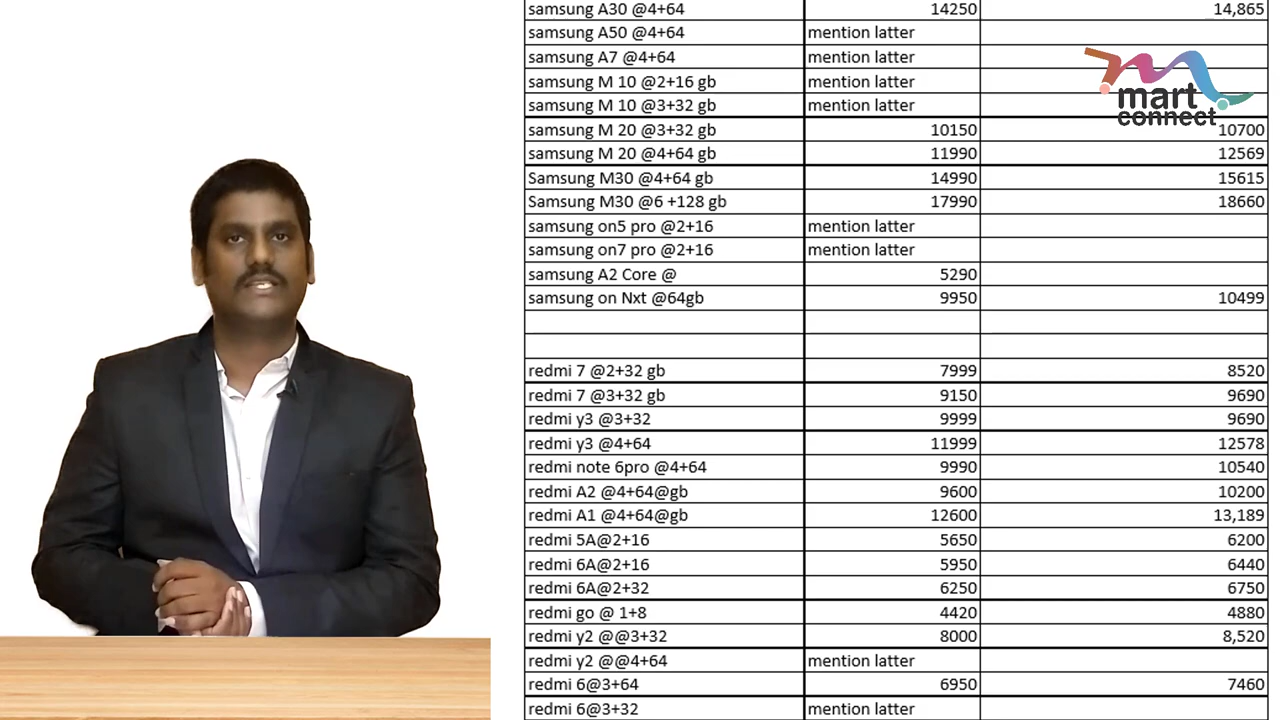 samsung A30 @4+64 14250 14,865
samsung A50 @4+64 mention latter
samsung A7 @4+64 mention latter
samsung M 10 @2+16 gb mention latter
samsung M 10 @3+32 gb mention latter
mart
connect
samsung M 20 @3+32 gb 10150 10700
samsung M 20 @4+64 gb 11990 12569
Samsung M30 @4+64 gb 14990 15615
Samsung M30 @6 +128 gb 17990 18660
samsung on5 pro @2+16 mention latter
samsung on7 pro @2+16 mention latter
samsung A2 Core @ 5290
samsung on Nxt @64gb 9950 10499
redmi 7 @2+32 gb 7999 8520
redmi 7 @3+32 gb 9150 9690
redmi y3 @3+32 9999 9690
redmi y3 @4+64 11999 12578
redmi note 6pro @4+64 9990 10540
redmi A2 @4+64@gb 9600 10200
redmi A1 @4+64@gb 12600 13,189
redmi 5A@2+16 5650 6200
redmi 6A@2+16 5950 6440
redmi 6A@2+32 6250 6750
redmi go @ 1+8 4420 4880
redmi y2 @@3+32 8000 8,520
redmi y2 @@4+64 mention latter
redmi 6@3+64 6950 7460
redmi 6@3+32 mention latter